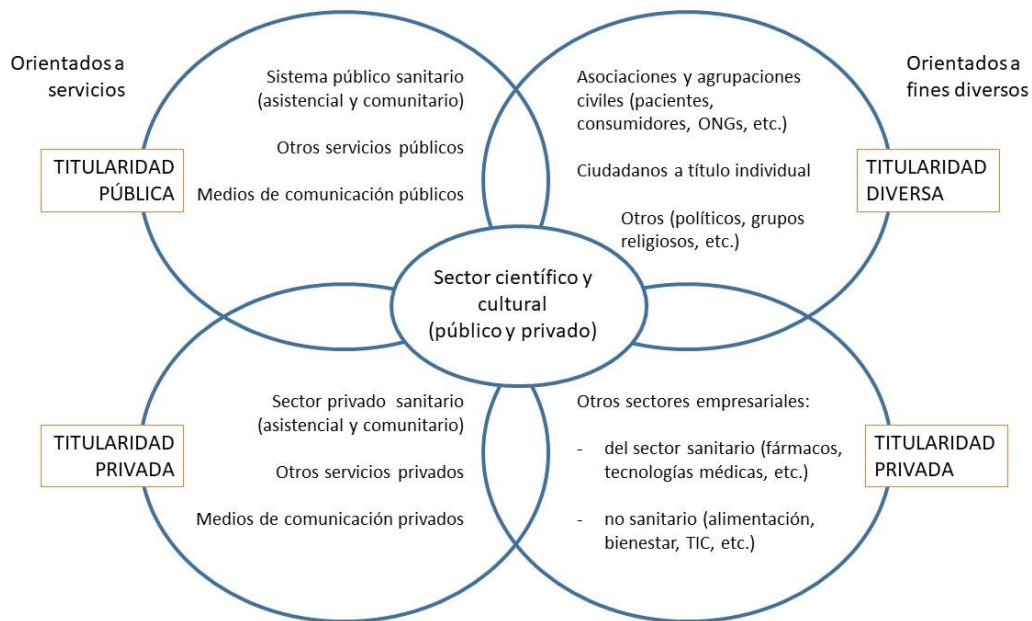 Orientados a
servicios
TITULARIDAD
PÚBLICA
Sistema público sanitario
(asistencial y comunitario)
Otros servicios públicos
Medios de comunicación públicos
Asociaciones y agrupaciones
civiles (pacientes,
consumidores, ONGs, etc.)
Ciudadanos a título individual
Otros (políticos, grupos
religiosos, etc.)
Orientados a
fines diversos
TITULARIDAD
DIVERSA
Sector científico y
cultural
(público y privado)
TITULARIDAD
PRIVADA
Sector privado sanitario
(asistencial y comunitario)
Otros servicios privados
Medios de comunicación privados
Otros sectores empresariales:
- del sector sanitario (fármacos,
tecnologías médicas, etc.)
- no sanitario (alimentación,
bienestar, TIC, etc.)
TITULARIDAD
PRIVADA